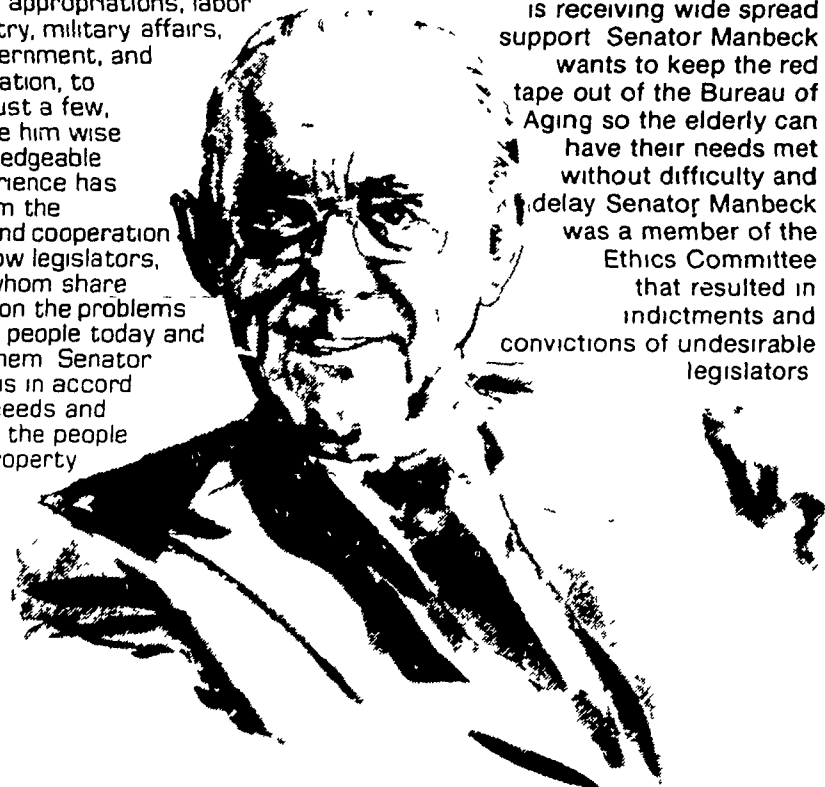 appropriations, labor
try, military affairs,
ernment, and
ation, to
ust a few,
e him wise
edgeable
rience has
m the
nd cooperation
ow legislators,
whom share
on the problems
people today and
hem Senator
is in accord
eeds and
the people
operty
is receiving wide spread
support Senator Manbeck
wants to keep the red
tape out of the Bureau of
Aging so the elderly can
have their needs met
without difficulty and
delay Senator Manbeck
was a member of the
Ethics Committee
that resulted in
indictments and
convictions of undesirable
legislators